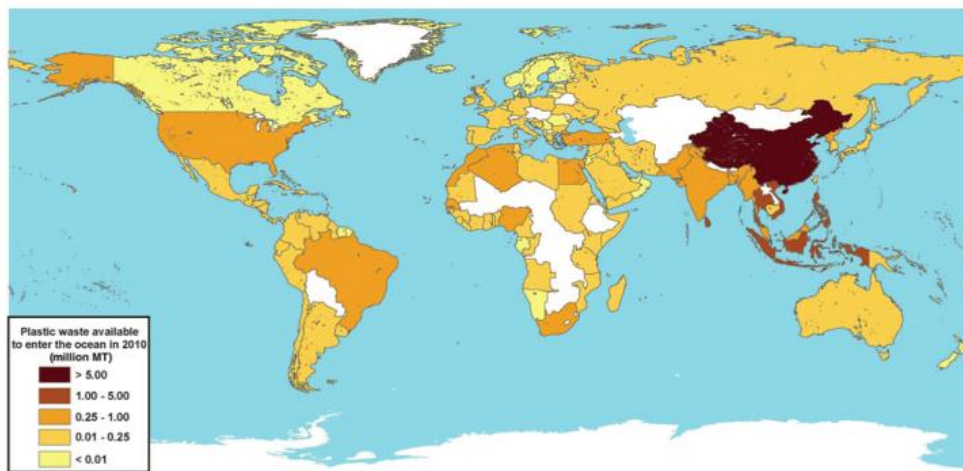 Plastic waste available
to enter the ocean in 2010
(million MT)
> 5.00
1.00 - 5.00
0.25 - 1.00
0.01 - 0.25
< 0.01